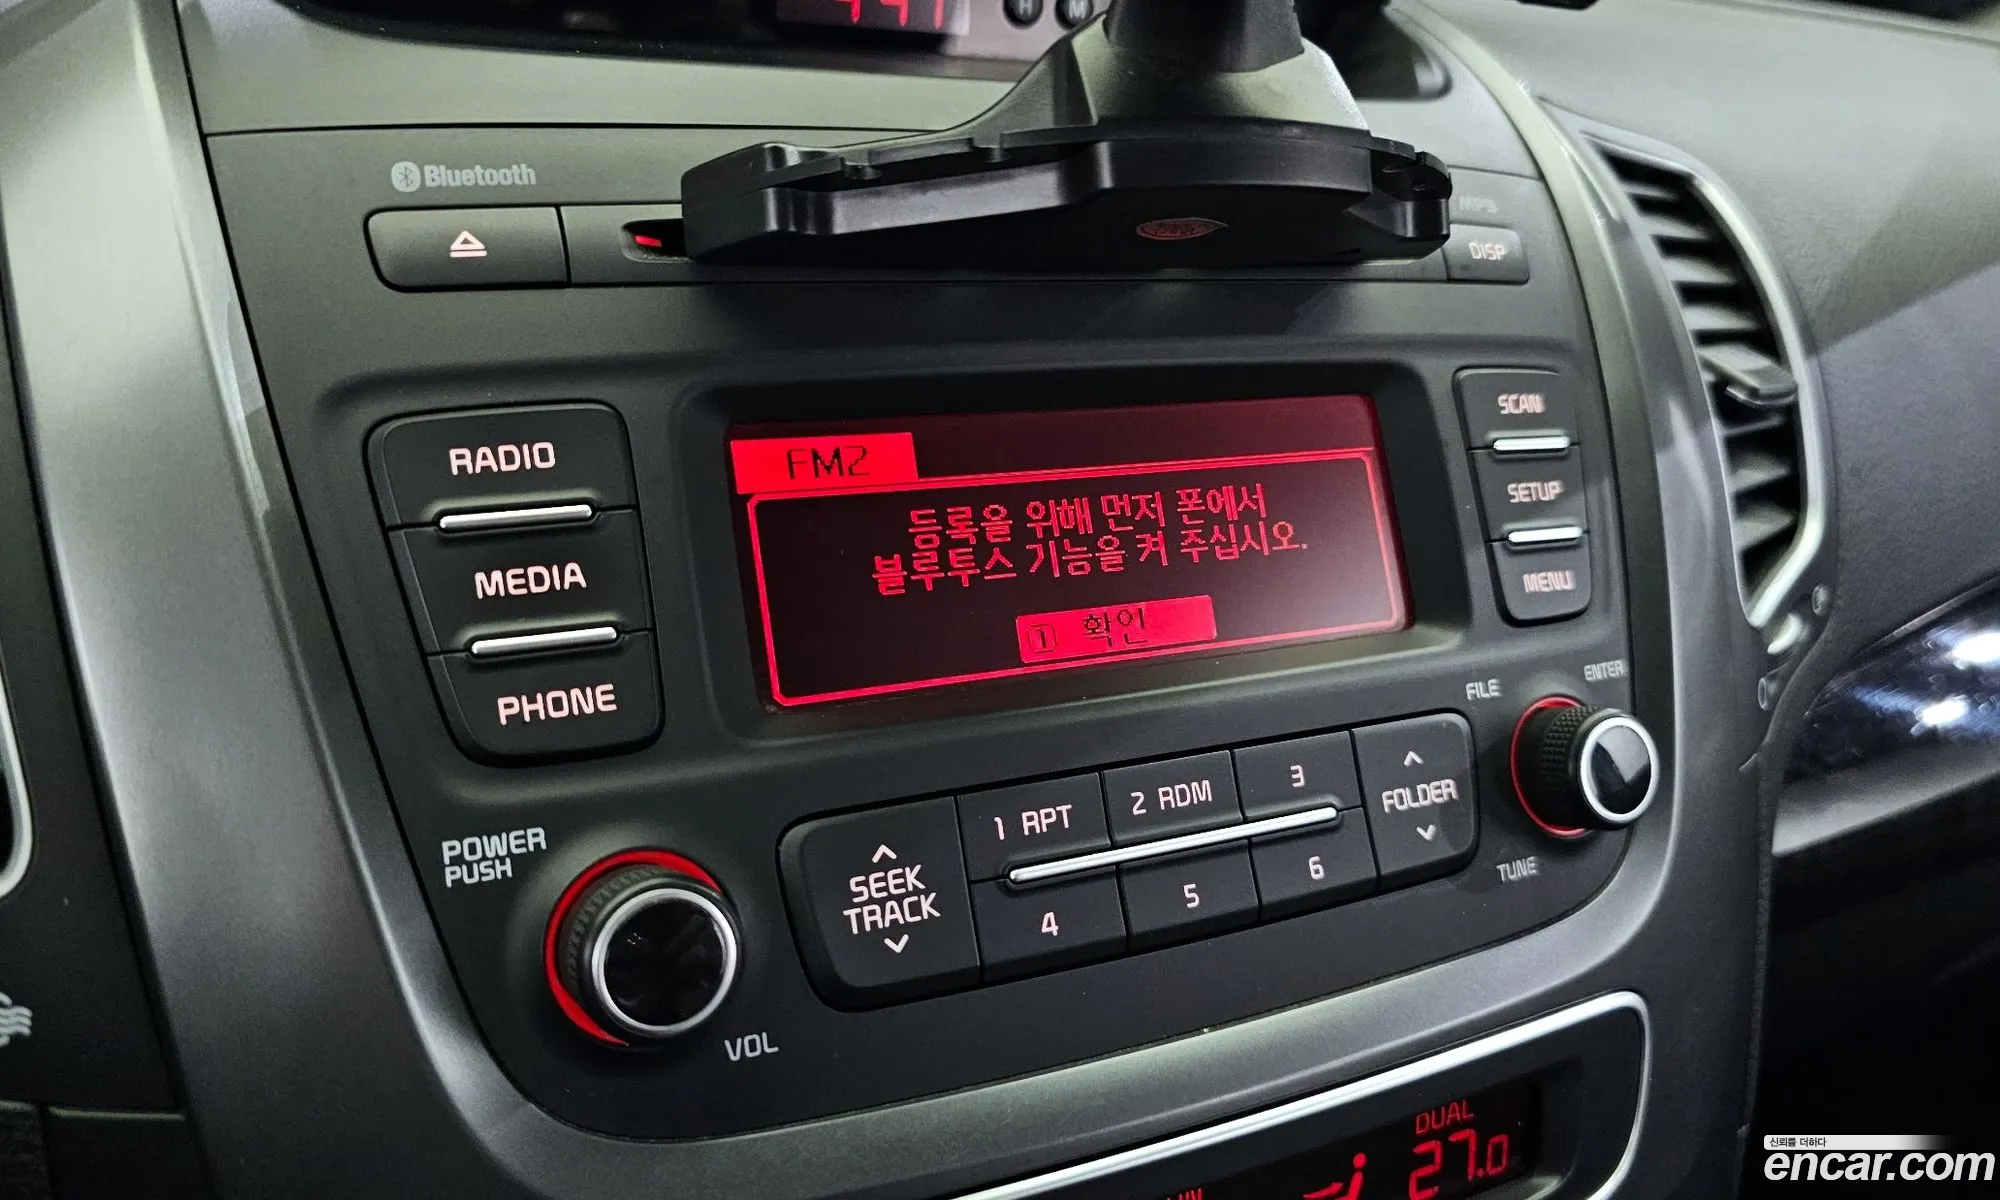 H M
Bluetooth
MP3
DISP
RADIO
MEDIA
PHONE
FM2
등록을 위해 먼저 폰에서
블루투스 기능을 켜 주십시오.
1 확인
SCAN
SETUP
MENU
FILE
ENTER
TUNE
POWER
PUSH
VOL
SEEK
TRACK
1 RPT
2 RDM
3
4
5
6
FOLDER
DUAL
27.0
신뢰를 더하다
encar.com